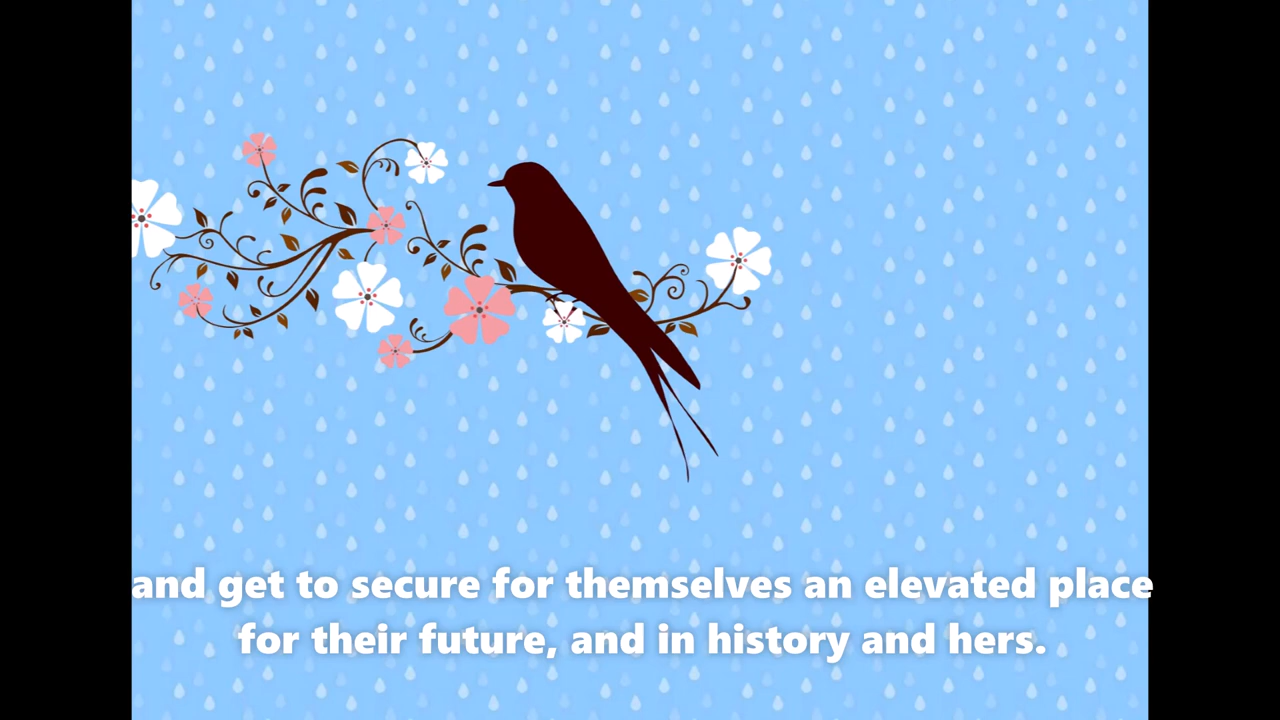 and get to secure for themselves an elevated place
for their future, and in history and hers.